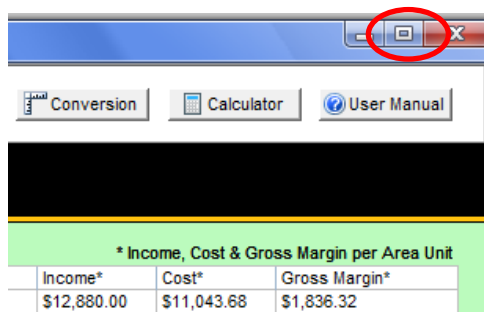 Conversion Calculator User Manual
* Income, Cost & Gross Margin per Area Unit
Income* Cost* Gross Margin*
$12,880.00 $11,043.68 $1,836.32